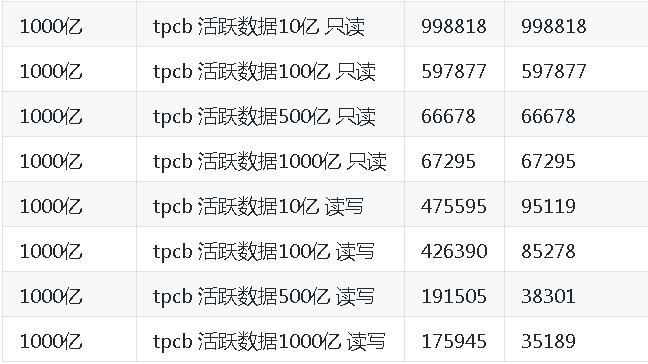 1000亿 tpcb 活跃数据10亿 只读 998818 998818
1000亿 tpcb 活跃数据100亿 只读 597877 597877
1000亿 tpcb 活跃数据500亿 只读 66678 66678
1000亿 tpcb 活跃数据1000亿 只读 67295 67295
1000亿 tpcb 活跃数据10亿 读写 475595 95119
1000亿 tpcb 活跃数据100亿 读写 426390 85278
1000亿 tpcb 活跃数据500亿 读写 191505 38301
1000亿 tpcb 活跃数据1000亿 读写 175945 35189